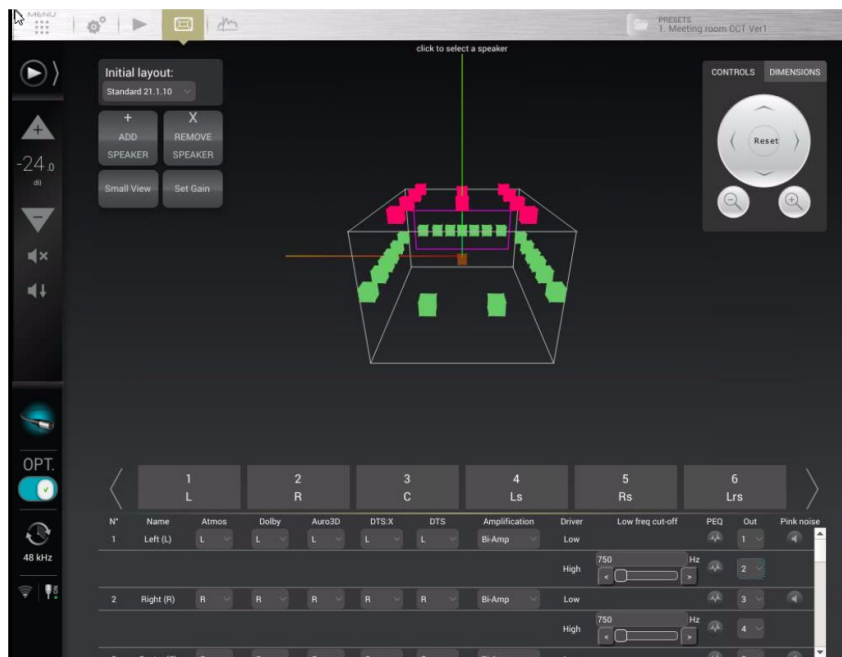 MENU
PRESETS
1. Meeting room CCT Ver1
click to select a speaker
Initial layout:
Standard 21.1.10
+
ADD
SPEAKER
X
REMOVE
SPEAKER
Small View
Set Gain
CONTROLS
DIMENSIONS
Reset
+
-24.0
dB
−
OPT.
48 kHz
1
L
2
R
3
C
4
Ls
5
Rs
6
Lrs
N° Name Atmos Dolby Auro3D DTS:X DTS Amplification Driver Low freq cut-off PEQ Out Pink noise
1 Left (L) L L L L L Bi-Amp Low 1
High 750 Hz 2
< >
2 Right (R) R R R R R Bi-Amp Low 3
High 750 Hz 4
< >